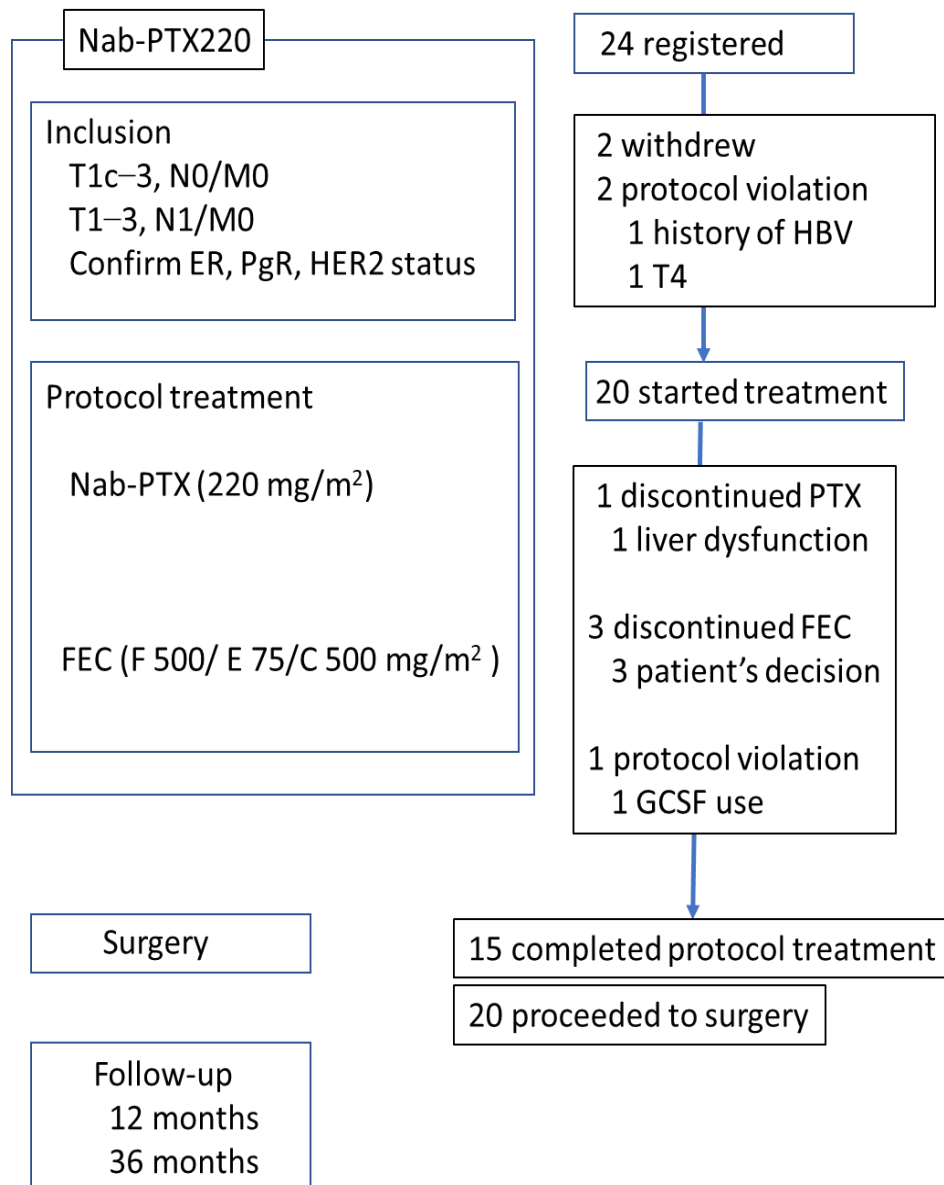 Nab-PTX220
Inclusion
T1c–3, N0/M0
T1–3, N1/M0
Confirm ER, PgR, HER2 status
Protocol treatment
Nab-PTX (220 mg/m²)
FEC (F 500/ E 75/C 500 mg/m² )
Surgery
Follow-up
12 months
36 months
24 registered
2 withdrew
2 protocol violation
1 history of HBV
1 T4
20 started treatment
1 discontinued PTX
1 liver dysfunction
3 discontinued FEC
3 patient’s decision
1 protocol violation
1 GCSF use
15 completed protocol treatment
20 proceeded to surgery